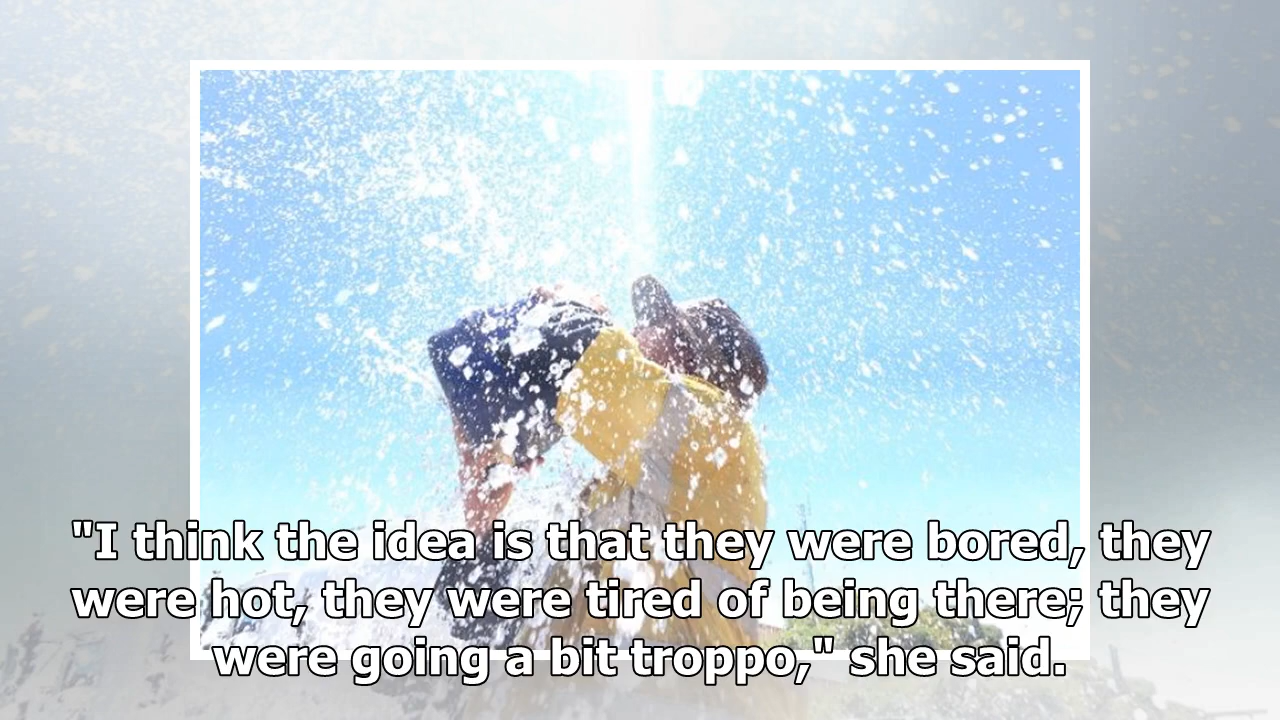 "I think the idea is that they were bored, they
were hot, they were tired of being there; they
were going a bit troppo," she said.